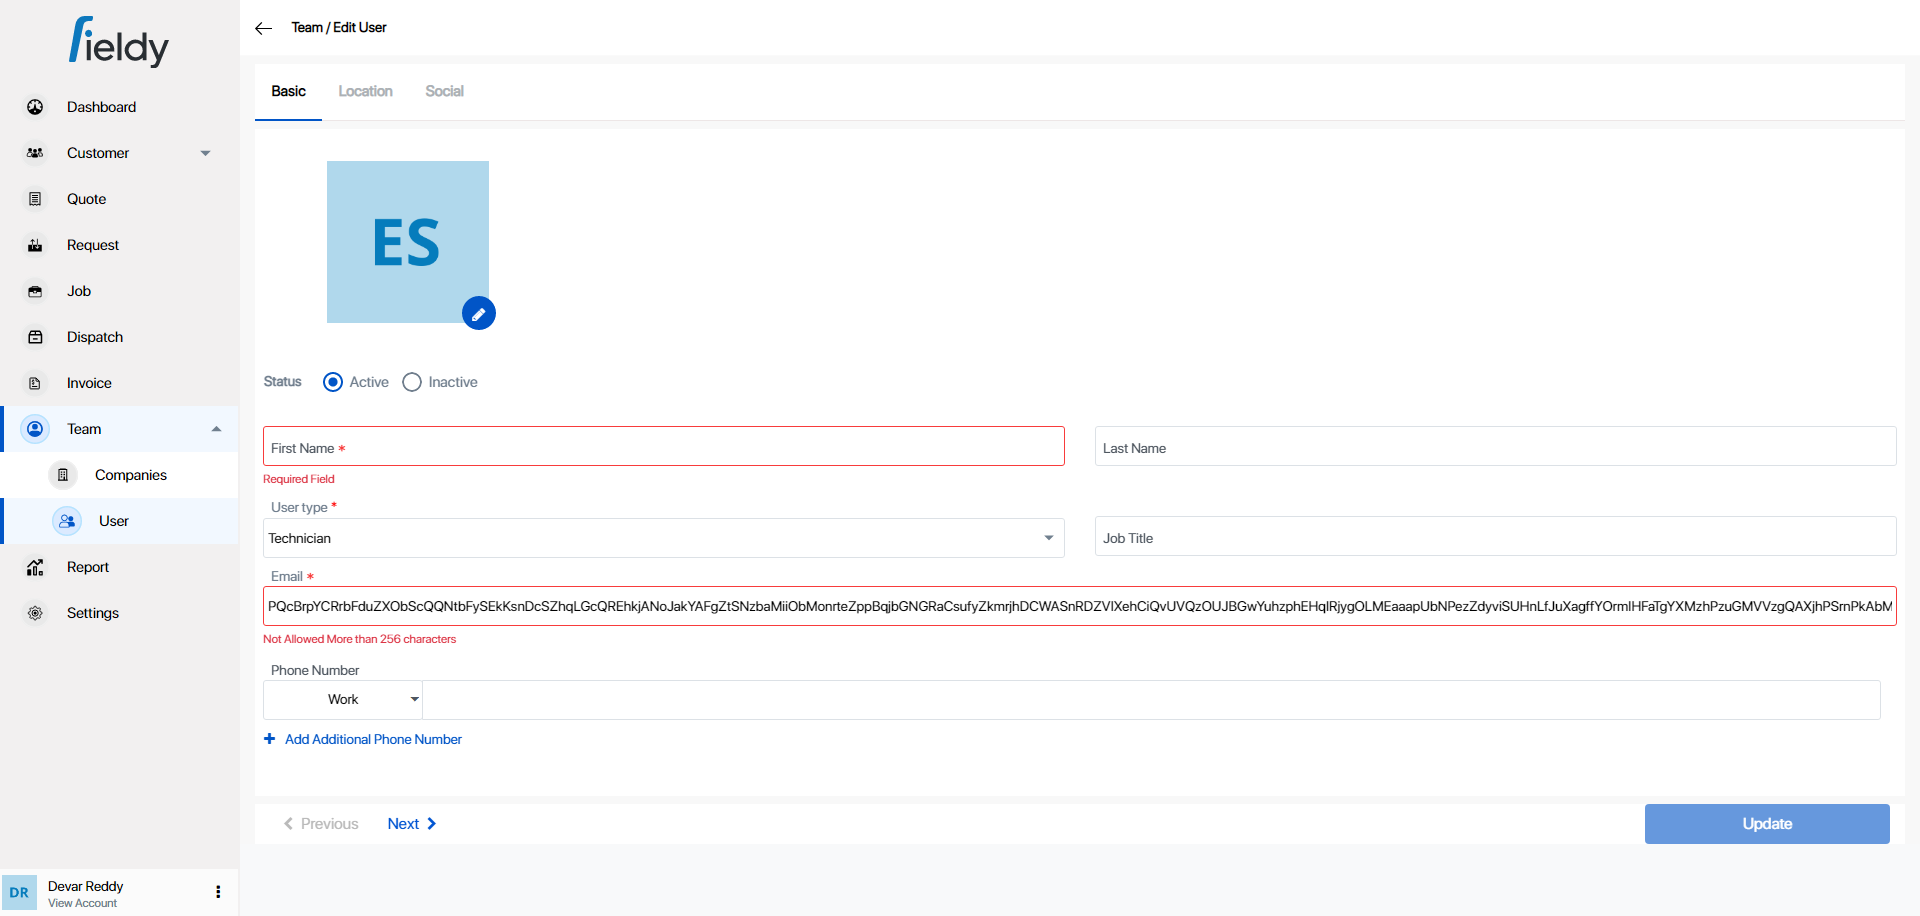 fieldy
Team / Edit User
Dashboard
Customer
Quote
Request
Job
Dispatch
Invoice
Team
Companies
User
Report
Settings
DR
Devar Reddy
View Account
Basic
Location
Social
ES
Status
Active
Inactive
First Name *
Last Name
Required Field
User type *
Technician
Job Title
Email *
Not Allowed More than 256 characters
Phone Number
Work
+ Add Additional Phone Number
Previous
Next
Update